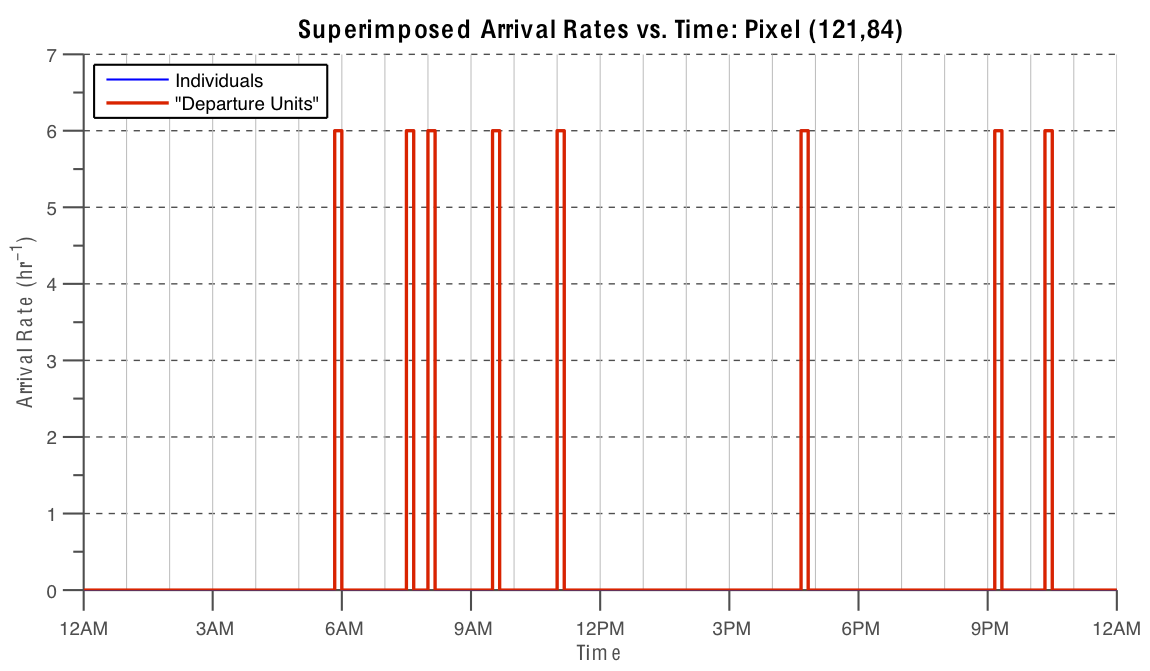 Superimposed Arrival Rates vs. Time: Pixel (121,84)
Individuals
"Departure Units"
7
6
5
4
3
2
1
0
Arrival Rate (hr⁻¹)
12AM 3AM 6AM 9AM 12PM 3PM 6PM 9PM 12AM
Time